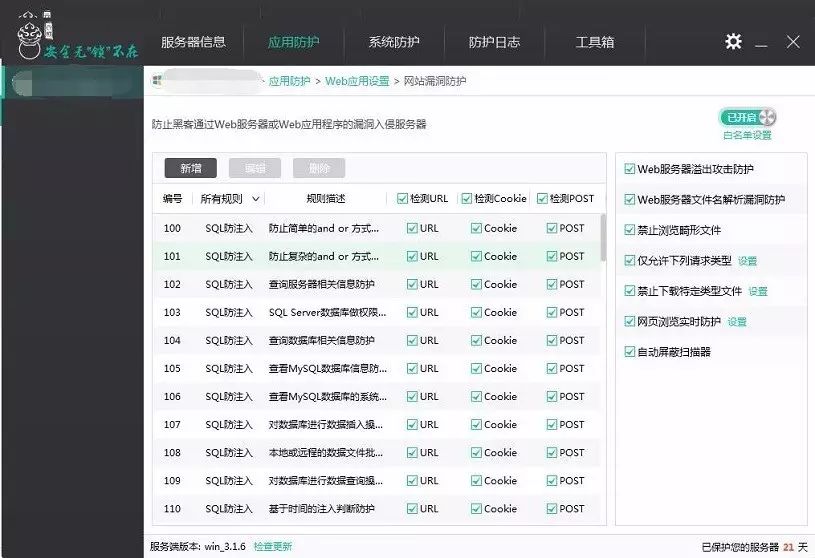 安全无"锁"不在
服务器信息 应用防护 系统防护 防护日志 工具箱
应用防护 > Web应用设置 > 网站漏洞防护
防止黑客通过Web服务器或Web应用程序的漏洞入侵服务器
已开启
白名单设置
新增 编辑 删除
编号 所有规则 规则描述 检测URL 检测Cookie 检测POST
100 SQL防注入 防止简单的and or 方式... URL Cookie POST
101 SQL防注入 防止复杂的and or 方式... URL Cookie POST
102 SQL防注入 查询服务器相关信息防护 URL Cookie POST
103 SQL防注入 SQL Server数据库做权限... URL Cookie POST
104 SQL防注入 查询数据库相关信息防护 URL Cookie POST
105 SQL防注入 查看MySQL数据库信息防... URL Cookie POST
106 SQL防注入 查看MySQL数据库的系统... URL Cookie POST
107 SQL防注入 对数据库进行数据插入操... URL Cookie POST
108 SQL防注入 本地或远程的数据文件批... URL Cookie POST
109 SQL防注入 对数据库进行数据查询操... URL Cookie POST
110 SQL防注入 基于时间的注入判断防护 URL Cookie POST
Web服务器溢出攻击防护
Web服务器文件名解析漏洞防护
禁止浏览畸形文件
仅允许下列请求类型 设置
禁止下载特定类型文件 设置
网页浏览实时防护 设置
自动屏蔽扫描器
服务端版本: win_3.1.6 检查更新
已保护您的服务器 21 天